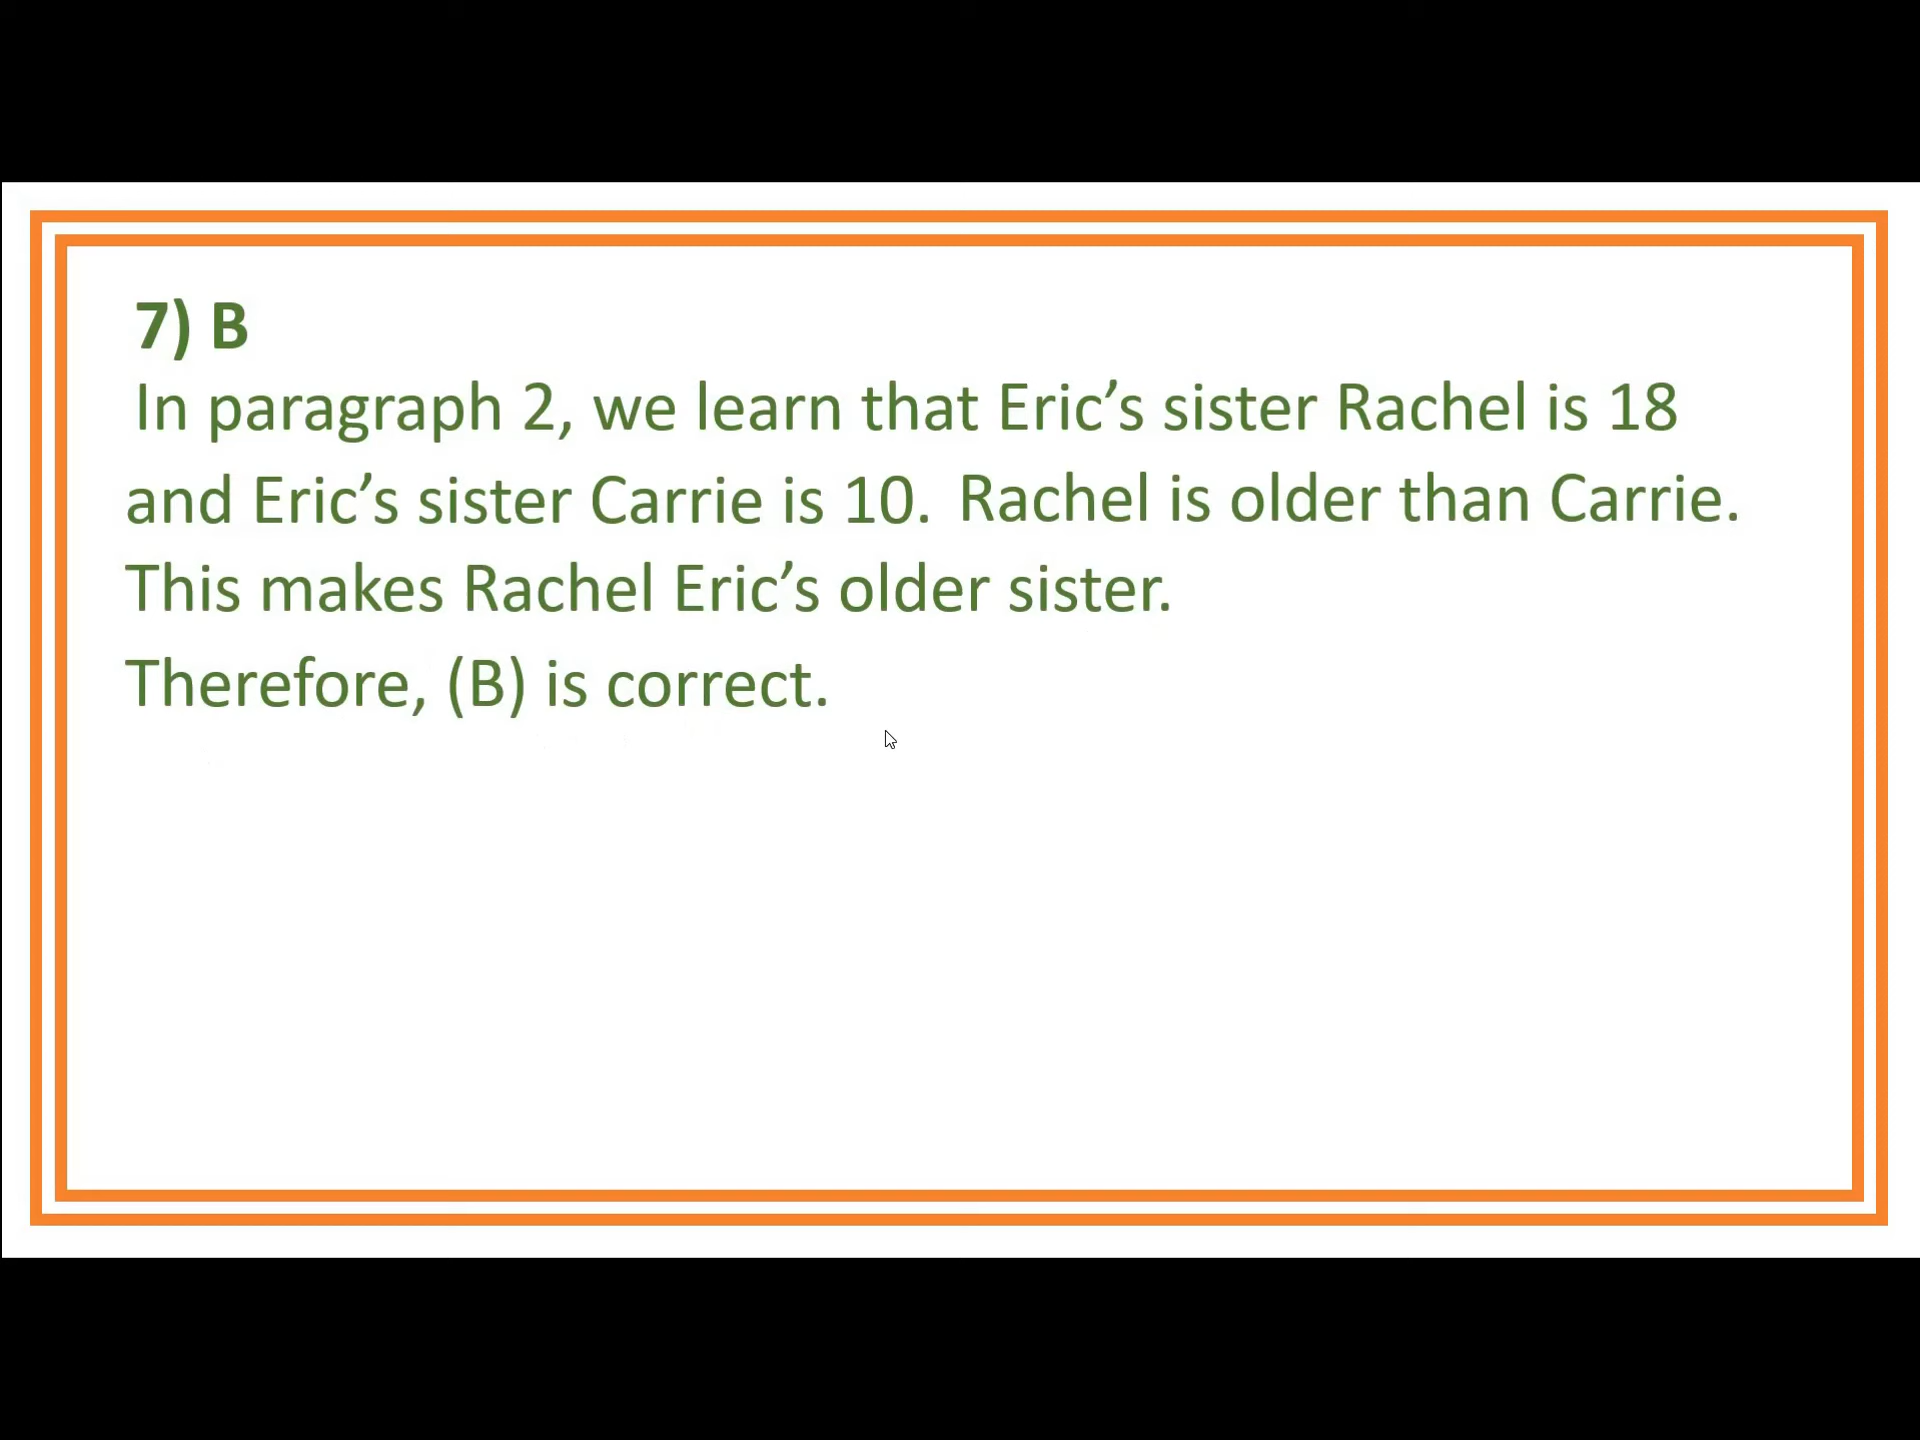 7) B
In paragraph 2, we learn that Eric’s sister Rachel is 18
and Eric’s sister Carrie is 10. Rachel is older than Carrie.
This makes Rachel Eric’s older sister.
Therefore, (B) is correct.